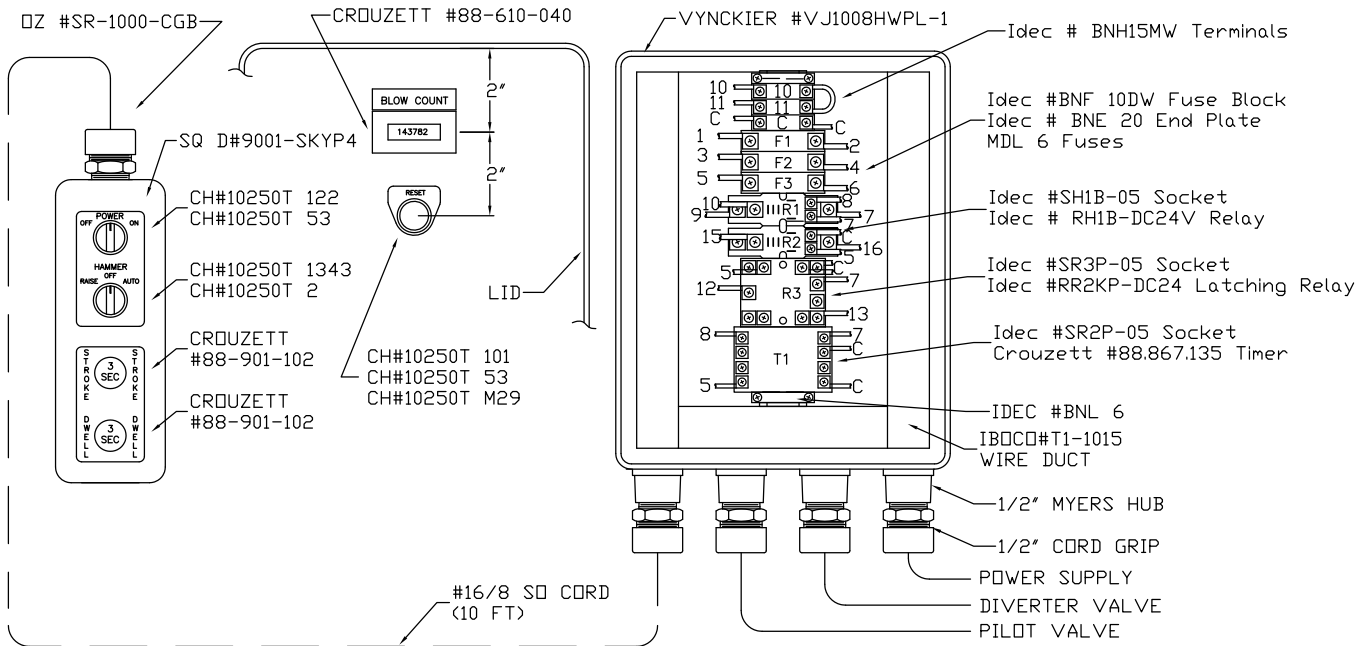 OZ #SR-1000-CGB
CROUZETT #88-610-040
VYNCKIER #VJ1008HWPL-1
Idec # BNH15MW Terminals
2"
BLOW COUNT
143782
2"
RESET
LID
CH#10250T 101
CH#10250T 53
CH#10250T M29
SQ D#9001-SKYP4
POWER
OFF
ON
CH#10250T 122
CH#10250T 53
HAMMER
OFF
RAISE
AUTO
CH#10250T 1343
CH#10250T 2
STROKE
3
SEC
STROKE
CROUZETT
#88-901-102
DWELL
3
SEC
DWELL
CROUZETT
#88-901-102
10 10
11 11
C C C
1 F1 2
3 F2 4
5 F3 6
10 R1 8
9 7
7
15 R2 C
16
5
5 C
7
12 R3
13
8 7
C
T1
5 C
Idec #BNF 10DW Fuse Block
Idec # BNE 20 End Plate
MDL 6 Fuses
Idec #SH1B-05 Socket
Idec # RH1B-DC24V Relay
Idec #SR3P-05 Socket
Idec #RR2KP-DC24 Latching Relay
Idec #SR2P-05 Socket
Crouzett #88.867.135 Timer
IDEC #BNL 6
IBOCO#T1-1015
WIRE DUCT
1/2" MYERS HUB
1/2" CORD GRIP
POWER SUPPLY
DIVERTER VALVE
PILOT VALVE
#16/8 SO CORD
(10 FT)